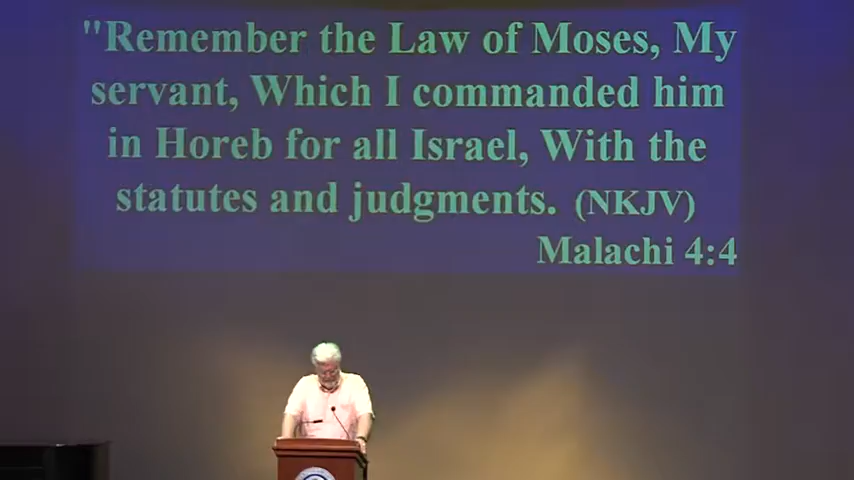 "Remember the Law of Moses, My
servant, Which I commanded him
in Horeb for all Israel, With the
statutes and judgments. (NKJV)
Malachi 4:4